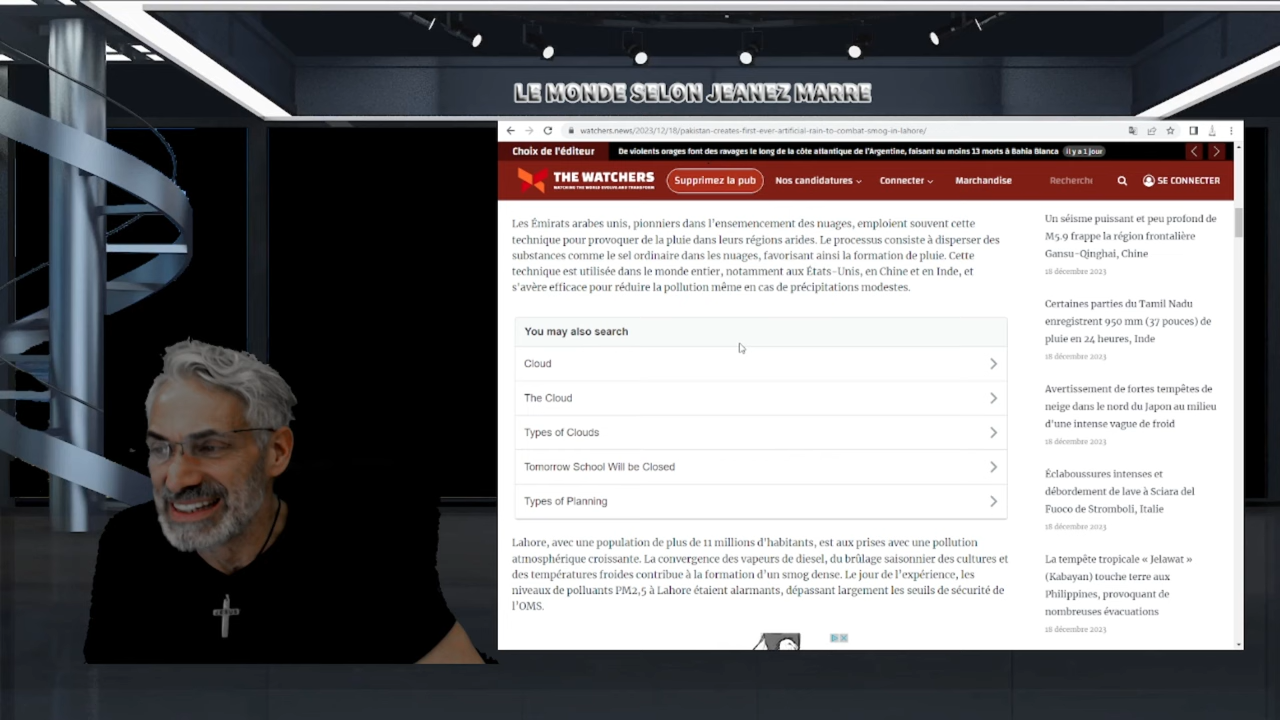 LE MONDE SELON JEANEZ MARRE
watchers.news/2023/12/18/pakistan-creates-first-ever-artificial-rain-to-combat-smog-in-lahore/
Choix de l'éditeur
De violents orages font des ravages le long de la côte atlantique de l'Argentine, faisant au moins 13 morts à Bahia Blanca
il y a 1 jour
THE WATCHERS
Supprimez la pub
Nos candidatures
Connecter
Marchandise
Recherche
SE CONNECTER
Les Émirats arabes unis, pionniers dans l'ensemencement des nuages, emploient souvent cette
technique pour provoquer de la pluie dans leurs régions arides. Le processus consiste à disperser des
substances comme le sel ordinaire dans les nuages, favorisant ainsi la formation de pluie. Cette
technique est utilisée dans le monde entier, notamment aux États-Unis, en Chine et en Inde, et
s'avère efficace pour réduire la pollution même en cas de précipitations modestes.
You may also search
Cloud
The Cloud
Types of Clouds
Tomorrow School Will be Closed
Types of Planning
Lahore, avec une population de plus de 11 millions d'habitants, est aux prises avec une pollution
atmosphérique croissante. La convergence des vapeurs de diesel, du brûlage saisonnier des cultures et
des températures froides contribue à la formation d'un smog dense. Le jour de l'expérience, les
niveaux de polluants PM2,5 à Lahore étaient alarmants, dépassant largement les seuils de sécurité de
l'OMS.
Un séisme puissant et peu profond de
M5.9 frappe la région frontalière
Gansu-Qinghai, Chine
18 décembre 2023
Certaines parties du Tamil Nadu
enregistrent 950 mm (37 pouces) de
pluie en 24 heures, Inde
18 décembre 2023
Avertissement de fortes tempêtes de
neige dans le nord du Japon au milieu
d'une intense vague de froid
18 décembre 2023
Éclaboussures intenses et
débordement de lave à Sciara del
Fuoco de Stromboli, Italie
18 décembre 2023
La tempête tropicale « Jelawat »
(Kabayan) touche terre aux
Philippines, provoquant de
nombreuses évacuations
18 décembre 2023